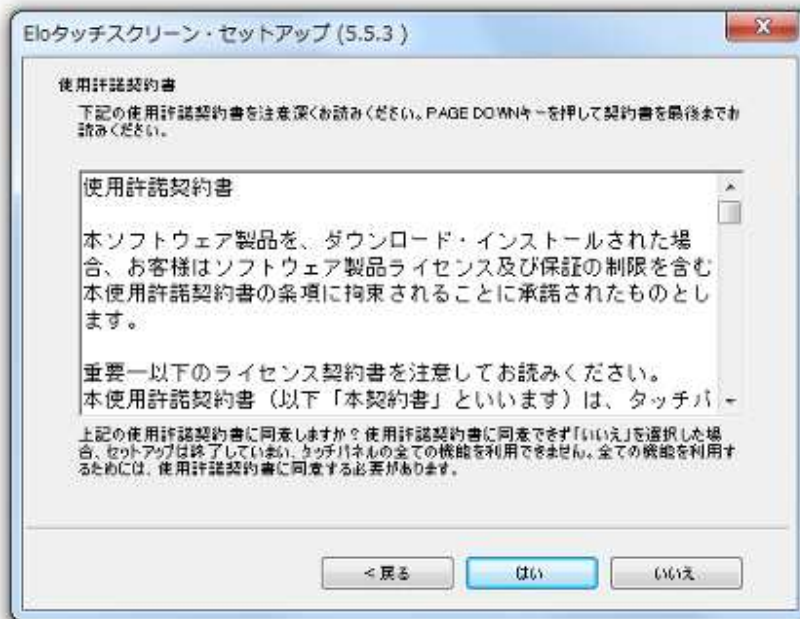 Eloタッチスクリーン・セットアップ (5.5.3 )
使用許諾契約書
下記の使用許諾契約書を注意深くお読みください。PAGE DOWNキーを押して契約書を最後までお
読みください。
使用許諾契約書
本ソフトウェア製品を、ダウンロード・インストールされた場
合、お客様はソフトウェア製品ライセンス及び保証の制限を含む
本使用許諾契約書の条項に拘束されることに承諾されたものとし
ます。
重要ー以下のライセンス契約書を注意してお読みください。
本使用許諾契約書（以下「本契約書」といいます）は、タッチパ
上記の使用許諾契約書に同意しますか？使用許諾契約書に同意できず「いいえ」を選択した場
合、セットアップは終了していまい、タッチパネルの全ての機能を利用できません。全ての機能を利用す
るためには、使用許諾契約書に同意する必要があります。
< 戻る
はい
いいえ